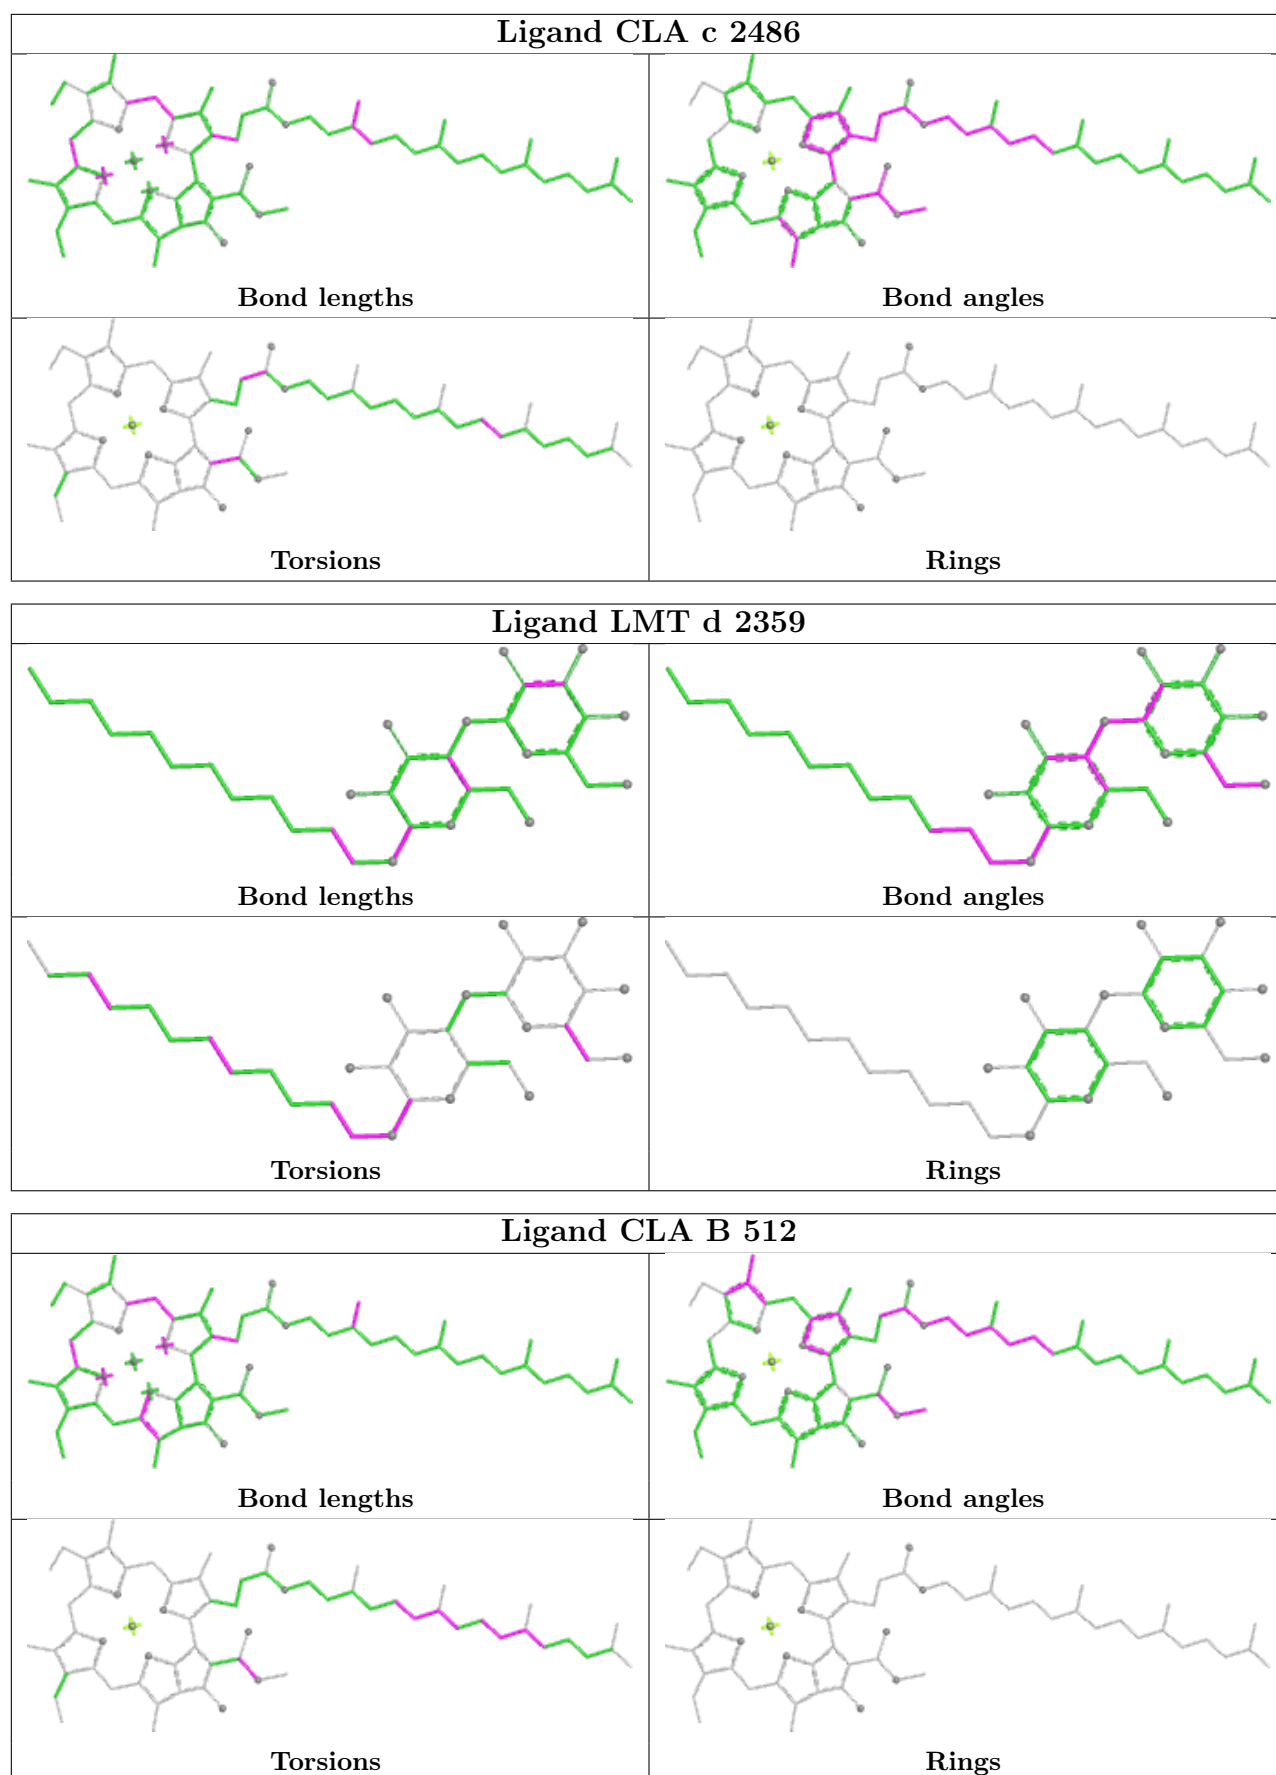 Ligand CLA c 2486
Bond lengths
Bond angles
Torsions
Rings
Ligand LMT d 2359
Bond lengths
Bond angles
Torsions
Rings
Ligand CLA B 512
Bond lengths
Bond angles
Torsions
Rings